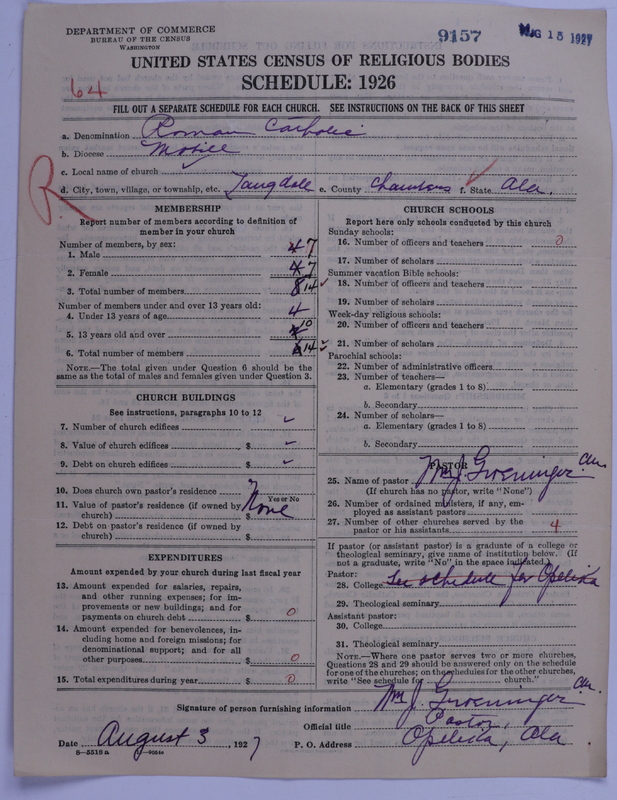 DEPARTMENT OF COMMERCE
BUREAU OF THE CENSUS
WASHINGTON
9157
AUG 15 1927
UNITED STATES CENSUS OF RELIGIOUS BODIES
SCHEDULE: 1926
64
FILL OUT A SEPARATE SCHEDULE FOR EACH CHURCH. SEE INSTRUCTIONS ON THE BACK OF THIS SHEET
a. Denomination Roman Catholic
b. Diocese Mobile
c. Local name of church
R
d. City, town, village, or township, etc. Langdale e. County Chambers f. State Ala.
MEMBERSHIP
Report number of members according to definition of
member in your church
Number of members, by sex:
1. Male 4 7
2. Female 4 7
3. Total number of members 8 14
Number of members under and over 13 years old:
4. Under 13 years of age 4
5. 13 years old and over 10
6. Total number of members 14
NOTE.—The total given under Question 6 should be
same as the total of males and females given under Question 3.
CHURCH BUILDINGS
See instructions, paragraphs 10 to 12
7. Number of church edifices
8. Value of church edifices $
9. Debt on church edifices $
10. Does church own pastor's residence ?
Yes or No
11. Value of pastor's residence (if owned by
church) $ None
12. Debt on pastor's residence (if owned by
church) $
EXPENDITURES
Amount expended by your church during last fiscal year
13. Amount expended for salaries, repairs,
and other running expenses; for im-
provements or new buildings; and for
payments on church debt $ 0
14. Amount expended for benevolences, in-
cluding home and foreign missions; for
denominational support; and for all
other purposes $ 0
15. Total expenditures during year $ 0
CHURCH SCHOOLS
Report here only schools conducted by this church
Sunday schools:
16. Number of officers and teachers 0
17. Number of scholars
Summer vacation Bible schools:
18. Number of officers and teachers
19. Number of scholars
Week-day religious schools:
20. Number of officers and teachers
21. Number of scholars
Parochial schools:
22. Number of administrative officers
23. Number of teachers—
a. Elementary (grades 1 to 8)
b. Secondary
24. Number of scholars—
a. Elementary (grades 1 to 8)
b. Secondary
PASTOR
25. Name of pastor Wm J. Groeninger
(If church has no pastor, write "None")
26. Number of ordained ministers, if any, em-
ployed as assistant pastors
27. Number of other churches served by the
pastor or his assistants 4
If pastor (or assistant pastor) is a graduate of a college or
theological seminary, give name of institution below. (If
not a graduate, write "No" in the space indicated.)
Pastor:
28. College See schedule for Opelika
29. Theological seminary
Assistant pastor:
30. College
31. Theological seminary
NOTE.—Where one pastor serves two or more churches,
Questions 28 and 29 should be answered only on the schedule
for one of the churches; on the schedules for the other churches,
write "See schedule for church."
Signature of person furnishing information Wm J. Groeninger
Official title Pastor,
Date August 3, 1927 P. O. Address Opelika, Ala
8—5518 a